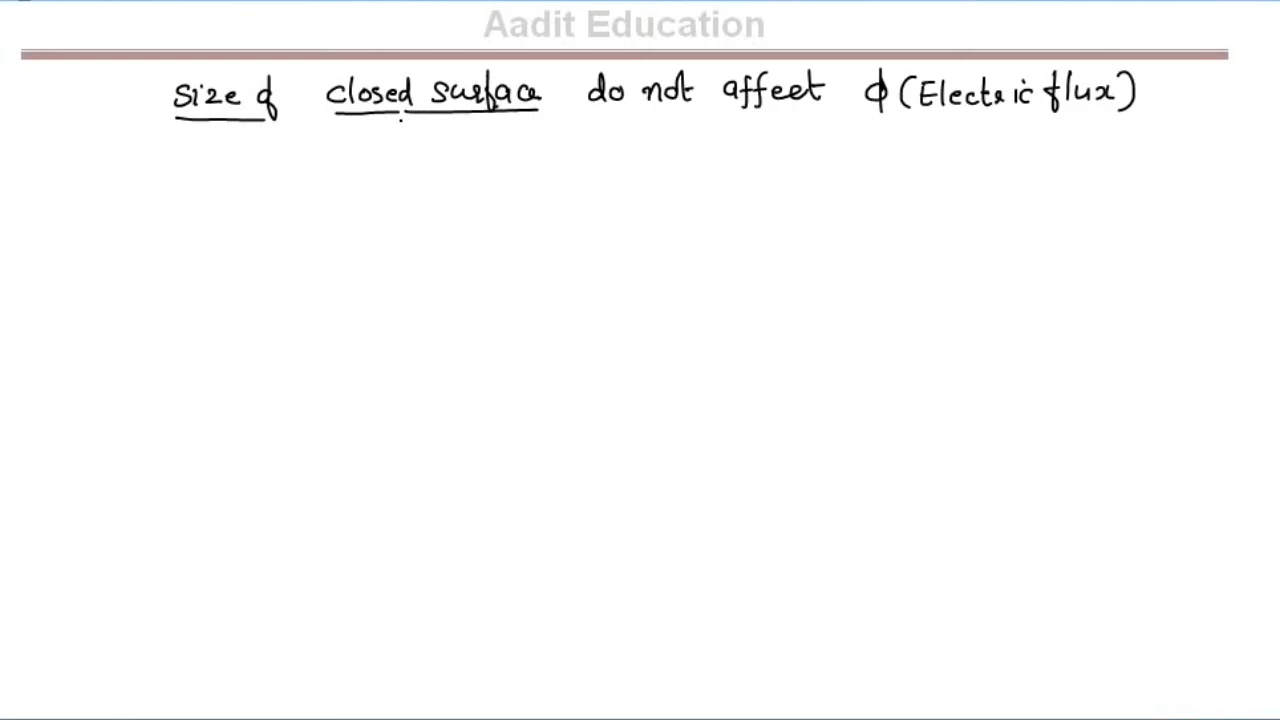 Aadit Education
size of closed surface do not affect ϕ (Electric flux)